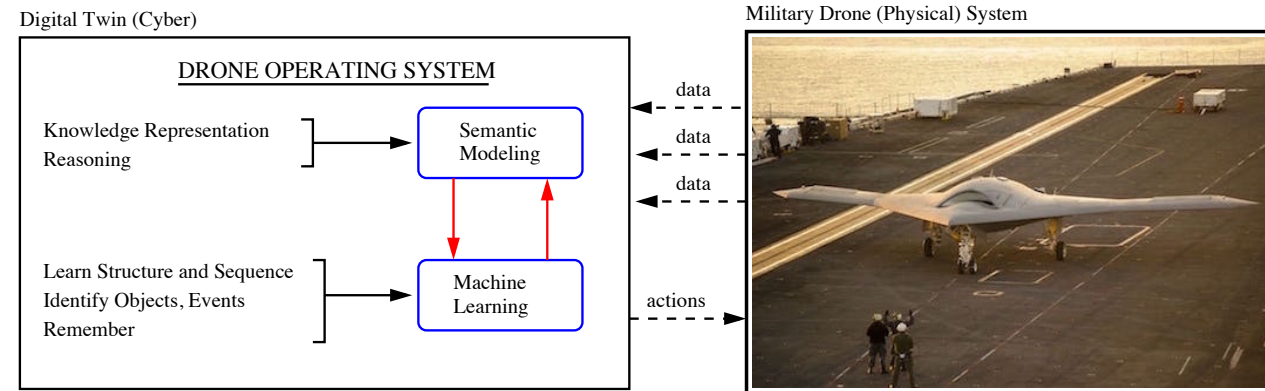 Digital Twin (Cyber)
Military Drone (Physical) System
DRONE OPERATING SYSTEM
Knowledge Representation
Reasoning
Semantic
Modeling
data
data
data
Learn Structure and Sequence
Identify Objects, Events
Remember
Machine
Learning
actions